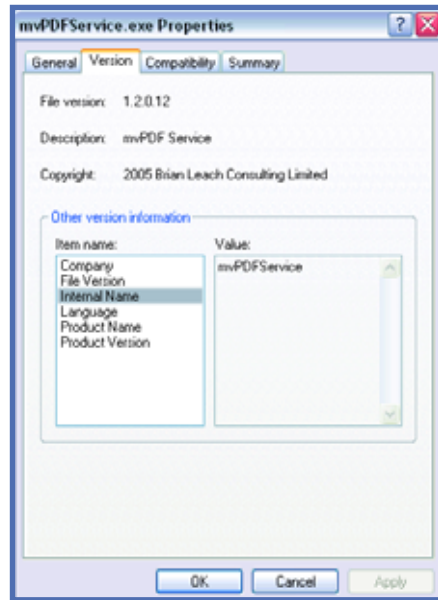 mvPDFService.exe Properties
General Version Compatibility Summary
File version: 1.2.0.12
Description: mvPDF Service
Copyright: 2005 Brian Leach Consulting Limited
Other version information
Item name: Value:
Company mvPDFService
File Version
Internal Name
Language
Product Name
Product Version
OK Cancel Apply